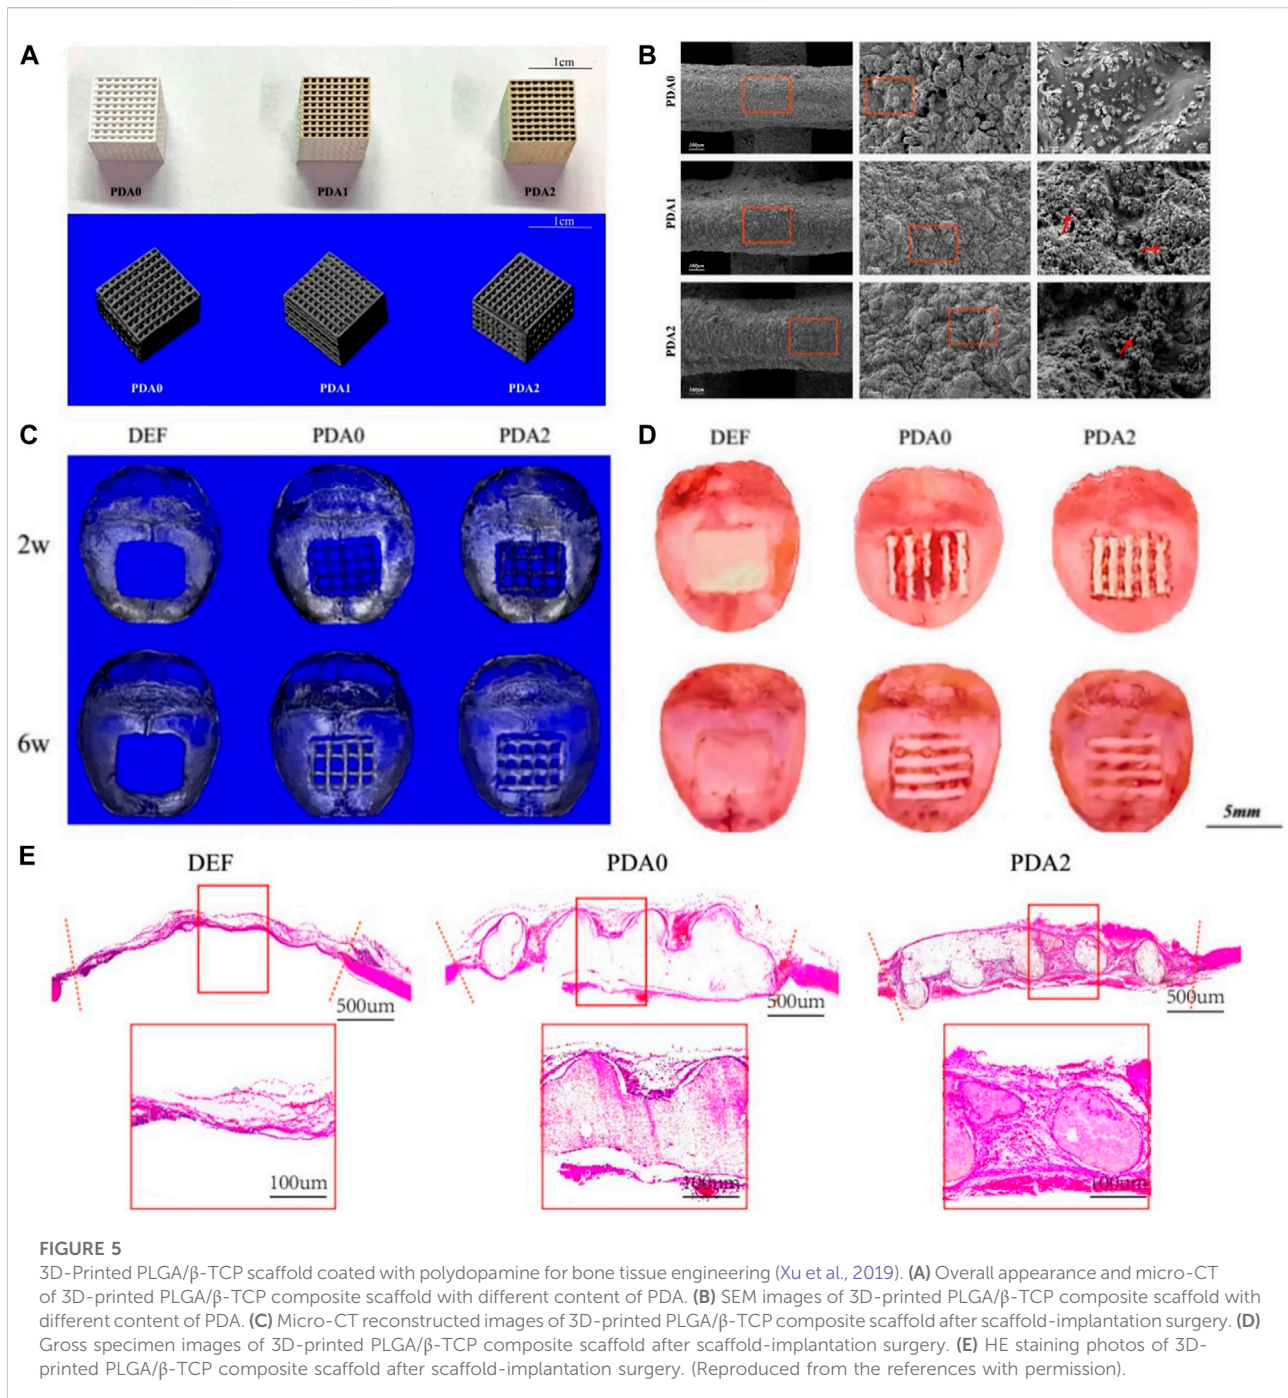 A
1cm
PDA0
PDA1
PDA2
1cm
PDA0
PDA1
PDA2
B
PDA0
100µm
PDA1
100µm
PDA2
100µm
C
DEF
PDA0
PDA2
2w
6w
D
DEF
PDA0
PDA2
5mm
E
DEF
PDA0
PDA2
500um
500um
500um
100um
100um
100um
FIGURE 5
3D-Printed PLGA/β-TCP scaffold coated with polydopamine for bone tissue engineering (Xu et al., 2019). (A) Overall appearance and micro-CT
of 3D-printed PLGA/β-TCP composite scaffold with different content of PDA. (B) SEM images of 3D-printed PLGA/β-TCP composite scaffold with
different content of PDA. (C) Micro-CT reconstructed images of 3D-printed PLGA/β-TCP composite scaffold after scaffold-implantation surgery. (D)
Gross specimen images of 3D-printed PLGA/β-TCP composite scaffold after scaffold-implantation surgery. (E) HE staining photos of 3D-
printed PLGA/β-TCP composite scaffold after scaffold-implantation surgery. (Reproduced from the references with permission).